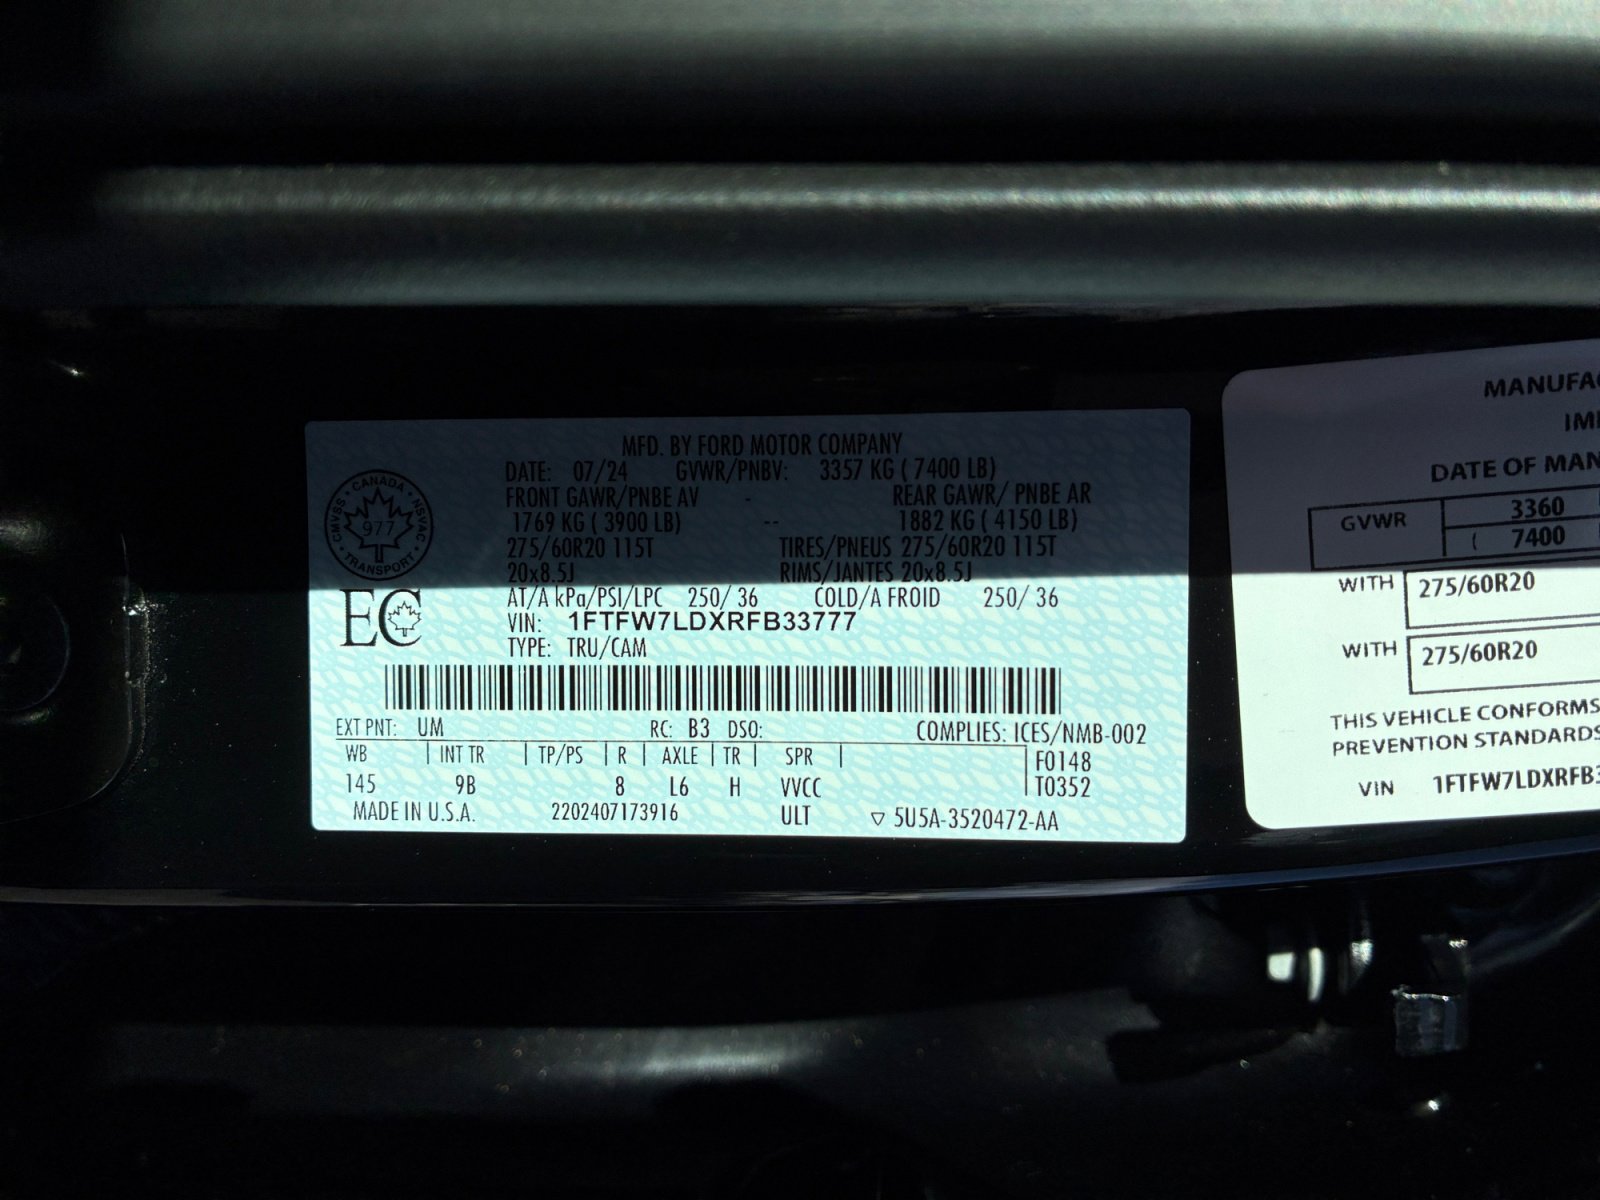 MFD. BY FORD MOTOR COMPANY
DATE: 07/24 GVWR/PNBV: 3357 KG ( 7400 LB)
FRONT GAWR/PNBE AV - REAR GAWR/ PNBE AR
1769 KG ( 3900 LB) -- 1882 KG ( 4150 LB)
275/60R20 115T TIRES/PNEUS 275/60R20 115T
20x8.5J RIMS/JANTES 20x8.5J
AT/A kPa/PSI/LPC 250/ 36 COLD/A FROID 250/ 36
VIN: 1FTFW7LDXRFB33777
TYPE: TRU/CAM
CANADA
CMVSS
NSVAC
977
TRANSPORT
EC
EXT PNT: UM RC: B3 DSO: COMPLIES: ICES/NMB-002
WB | INT TR | TP/PS | R | AXLE | TR | SPR | F0148
145 9B 8 L6 H VVCC T0352
MADE IN U.S.A. 2202407173916 ULT ▽ 5U5A-3520472-AA
MANUFAC
IM
DATE OF MAN
GVWR 3360
( 7400
WITH 275/60R20
WITH 275/60R20
THIS VEHICLE CONFORMS
PREVENTION STANDARDS
VIN 1FTFW7LDXRFB3